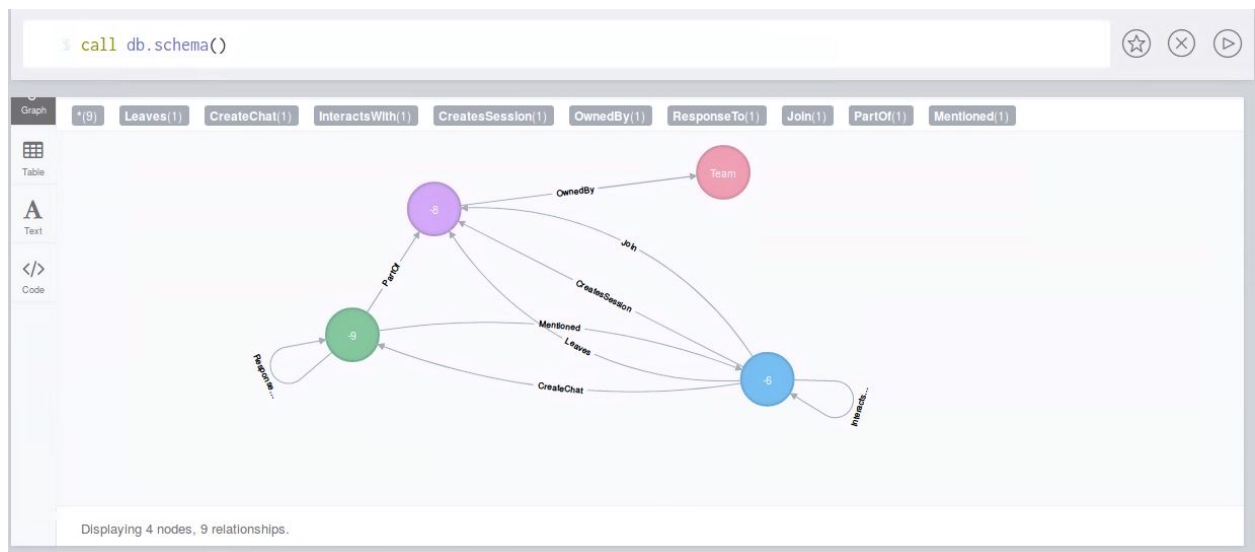 $ call db.schema()
Graph
*(9) Leaves(1) CreateChat(1) InteractsWith(1) CreatesSession(1) OwnedBy(1) ResponseTo(1) Join(1) PartOf(1) Mentioned(1)
Table
Text
Code
Team
OwnedBy
-8
Join
PartOf
CreatesSession
Mentioned
-9
Leaves
Response...
CreateChat
-6
Interacts...
Displaying 4 nodes, 9 relationships.